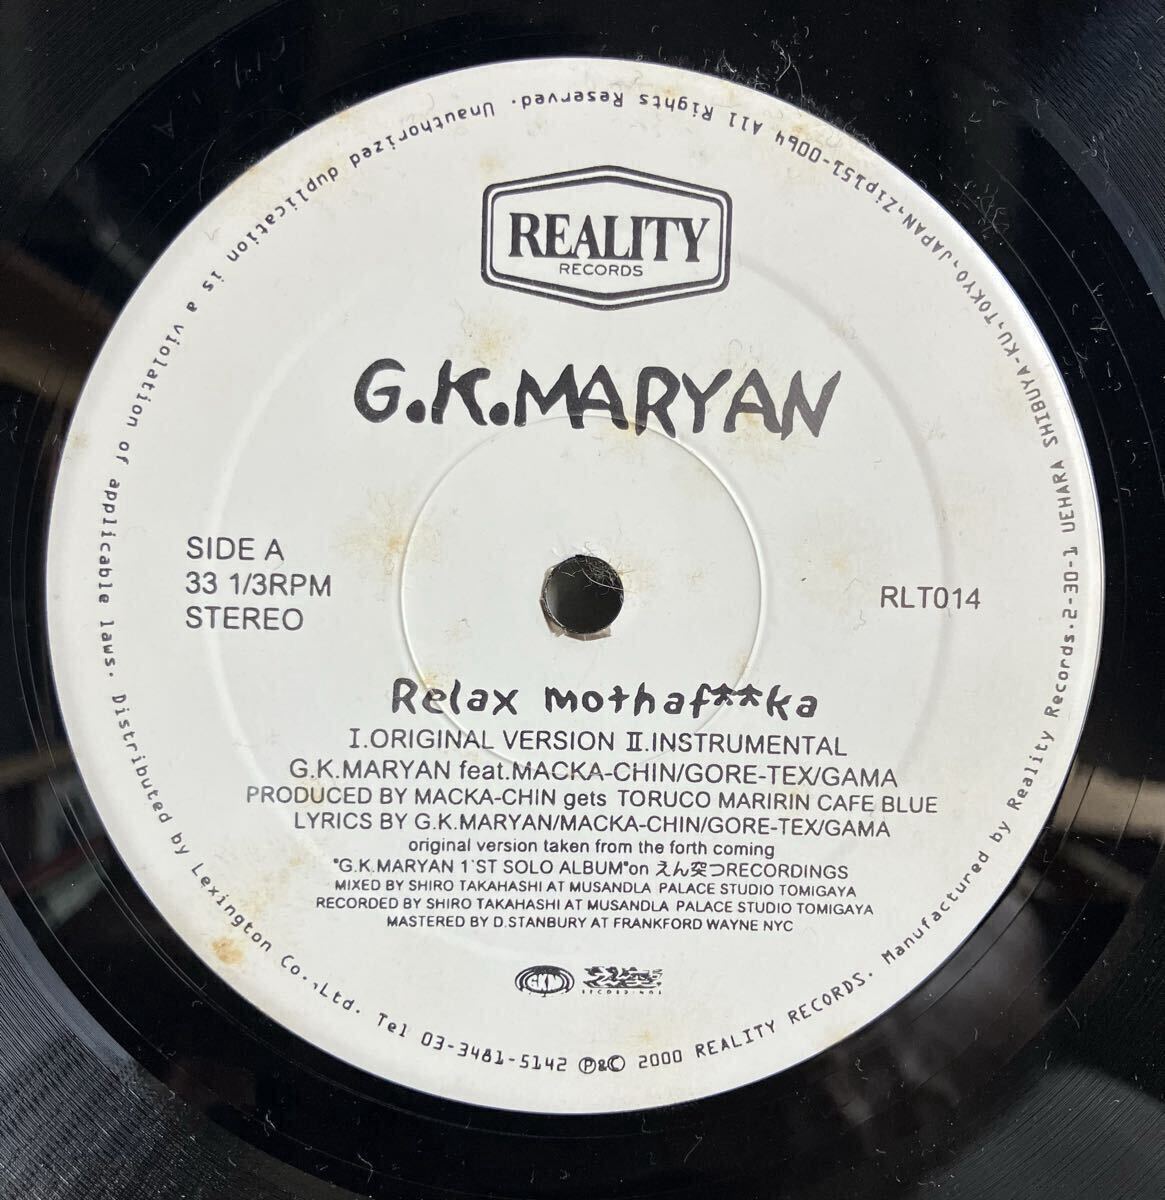 REALITY
RECORDS
G.K.MARYAN
SIDE A
33 1/3RPM
STEREO
RLT014
Relax mothaf**ka
I.ORIGINAL VERSION II.INSTRUMENTAL
G.K.MARYAN feat.MACKA-CHIN/GORE-TEX/GAMA
PRODUCED BY MACKA-CHIN gets TORUCO MARIRIN CAFE BLUE
LYRICS BY G.K.MARYAN/MACKA-CHIN/GORE-TEX/GAMA
original version taken from the forth coming
"G.K.MARYAN 1'ST SOLO ALBUM"on えん突つRECORDINGS
MIXED BY SHIRO TAKAHASHI AT MUSANDLA PALACE STUDIO TOMIGAYA
RECORDED BY SHIRO TAKAHASHI AT MUSANDLA PALACE STUDIO TOMIGAYA
MASTERED BY D.STANBURY AT FRANKFORD WAYNE NYC
GKM
RECORDINGS
Manufactured by Reality Records.2-30-1 UEHARA SHIBUYA-KU,TOKYO,JAPAN,Zip151-0064 All Rights Reserved. Unauthorized duplication is a violation of applicable laws. Distributed by Lexington Co.,Ltd. Tel 03-3481-5142 Ⓟ&© 2000 REALITY RECORDS.